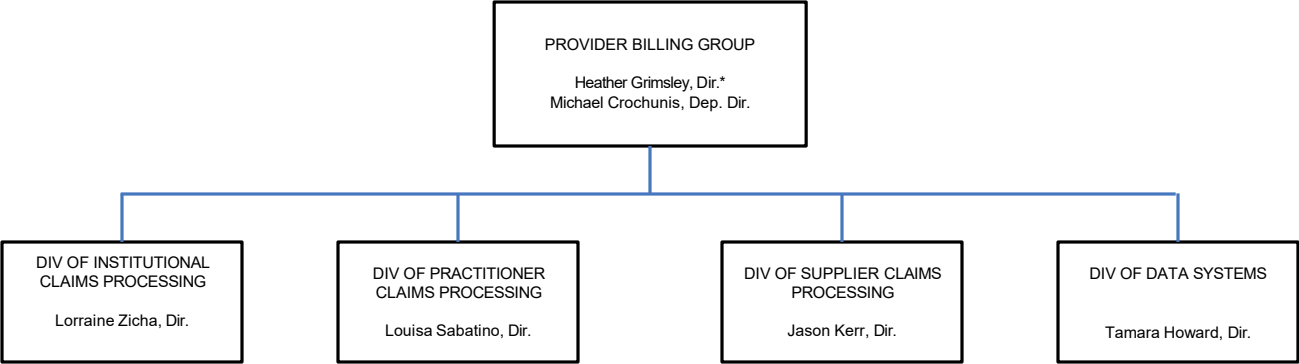 PROVIDER BILLING GROUP
Heather Grimsley, Dir.*
Michael Crochunis, Dep. Dir.
DIV OF INSTITUTIONAL
CLAIMS PROCESSING
Lorraine Zicha, Dir.
DIV OF PRACTITIONER
CLAIMS PROCESSING
Louisa Sabatino, Dir.
DIV OF SUPPLIER CLAIMS
PROCESSING
Jason Kerr, Dir.
DIV OF DATA SYSTEMS
Tamara Howard, Dir.